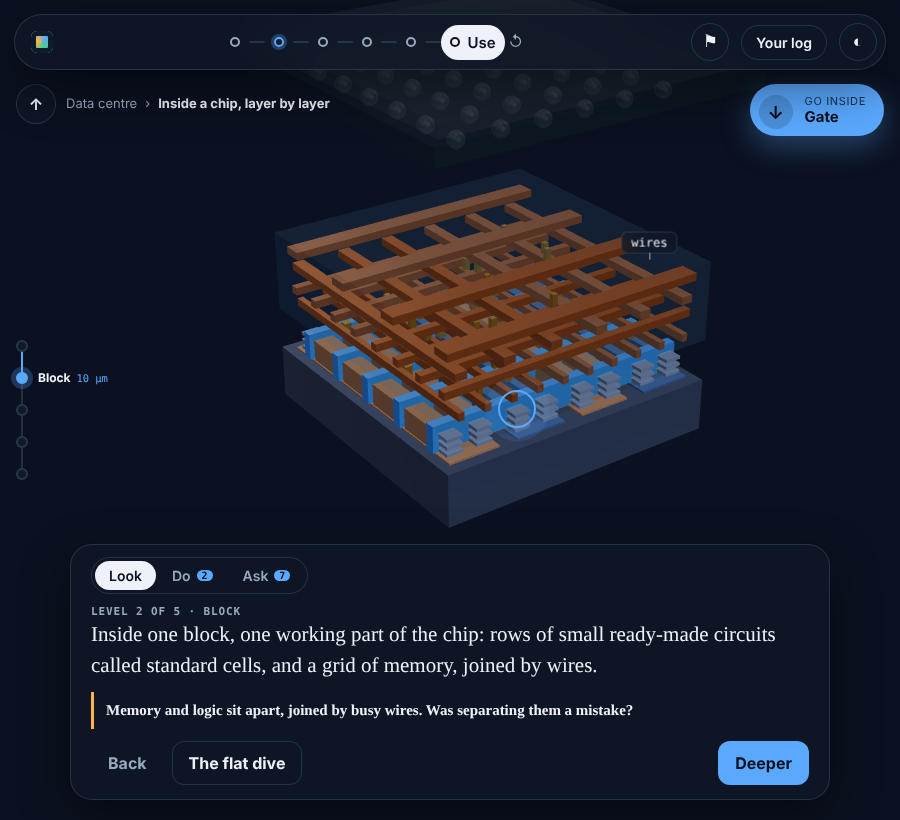 Use
Your log
Data centre › Inside a chip, layer by layer
GO INSIDE
Gate
wires
Block 10 µm
Look
Do 2
Ask 7
LEVEL 2 OF 5 · BLOCK
Inside one block, one working part of the chip: rows of small ready-made circuits
called standard cells, and a grid of memory, joined by wires.
Memory and logic sit apart, joined by busy wires. Was separating them a mistake?
Back
The flat dive
Deeper